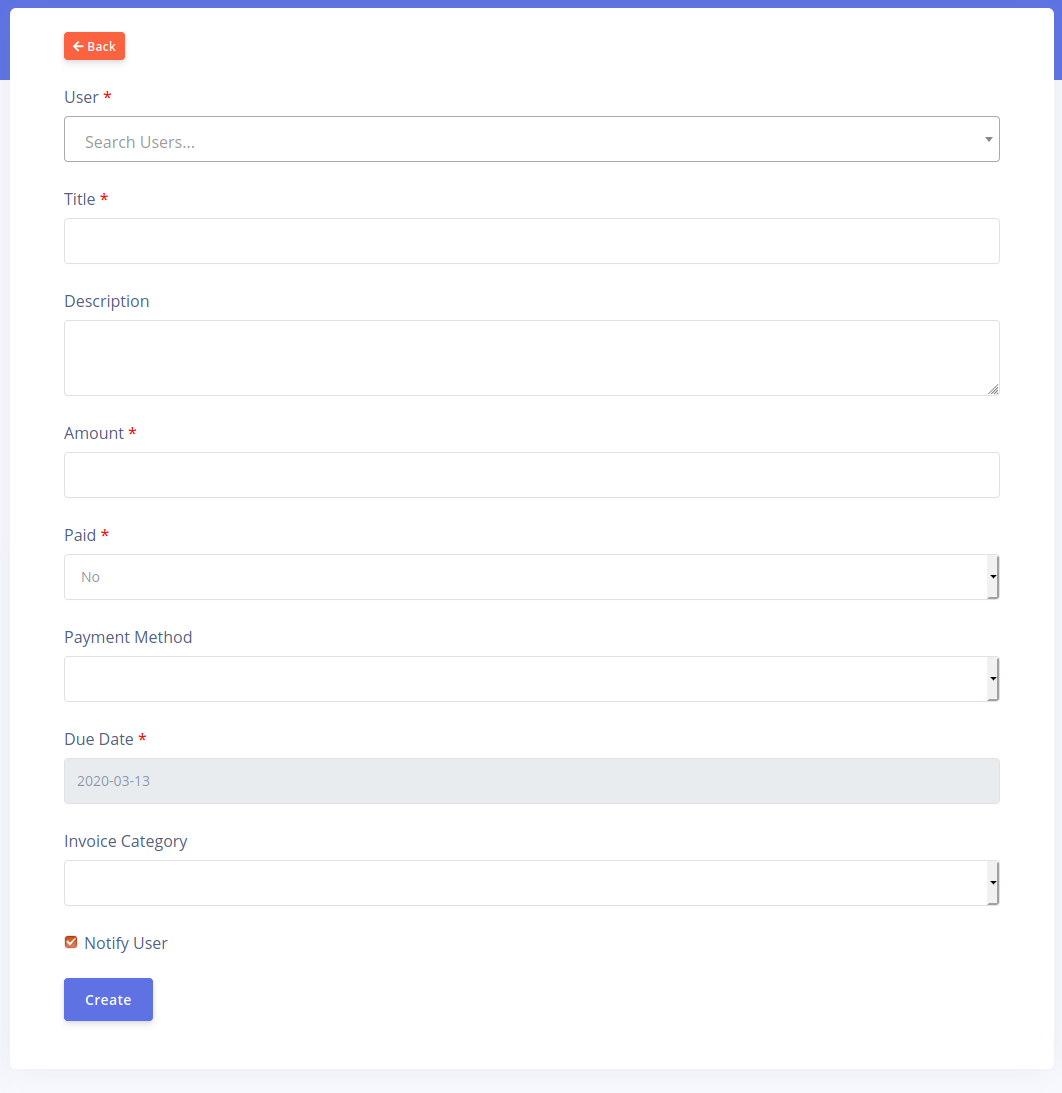 Back
User *
Search Users...
Title *
Description
Amount *
Paid *
No
Payment Method
Due Date *
2020-03-13
Invoice Category
Notify User
Create